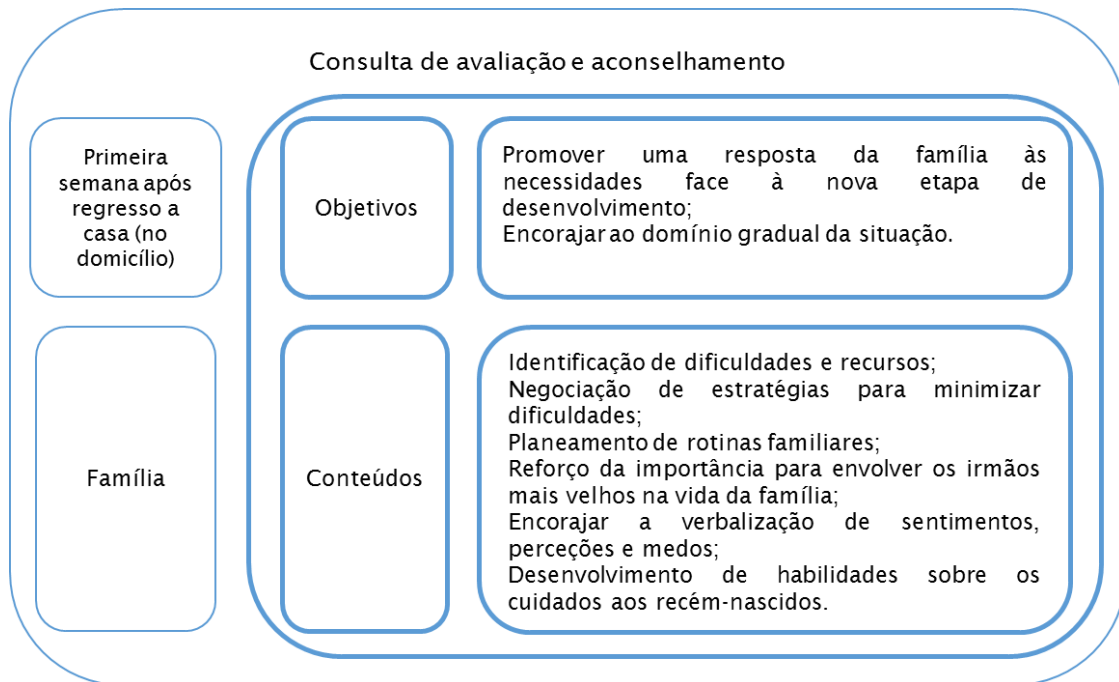 Consulta de avaliação e aconselhamento
Primeira
semana após
regresso a
casa (no
domicílio)
Objetivos
Promover uma resposta da família às
necessidades face à nova etapa de
desenvolvimento;
Encorajar ao domínio gradual da situação.
Família
Conteúdos
Identificação de dificuldades e recursos;
Negociação de estratégias para minimizar
dificuldades;
Planeamento de rotinas familiares;
Reforço da importância para envolver os irmãos
mais velhos na vida da família;
Encorajar a verbalização de sentimentos,
perceções e medos;
Desenvolvimento de habilidades sobre os
cuidados aos recém-nascidos.